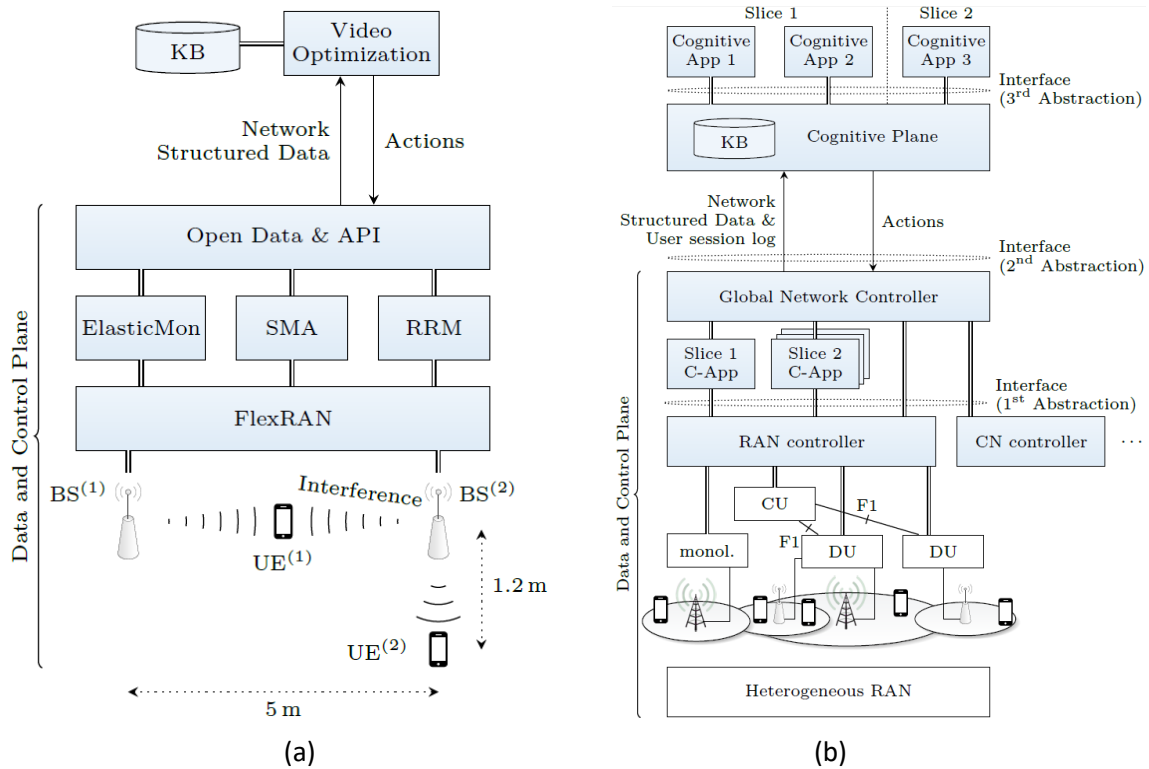 KB
Video
Optimization
Network
Structured Data
Actions
Data and Control Plane
Open Data & API
ElasticMon
SMA
RRM
FlexRAN
BS(1)
Interference
BS(2)
UE(1)
1.2 m
UE(2)
5 m
(a)
Slice 1
Slice 2
Cognitive
App 1
Cognitive
App 2
Cognitive
App 3
Interface
(3rd Abstraction)
KB
Cognitive Plane
Network
Structured Data &
User session log
Actions
Interface
(2nd Abstraction)
Data and Control Plane
Global Network Controller
Slice 1
C-App
Slice 2
C-App
Interface
(1st Abstraction)
RAN controller
CN controller
...
CU
F1
F1
monol.
DU
DU
Heterogeneous RAN
(b)